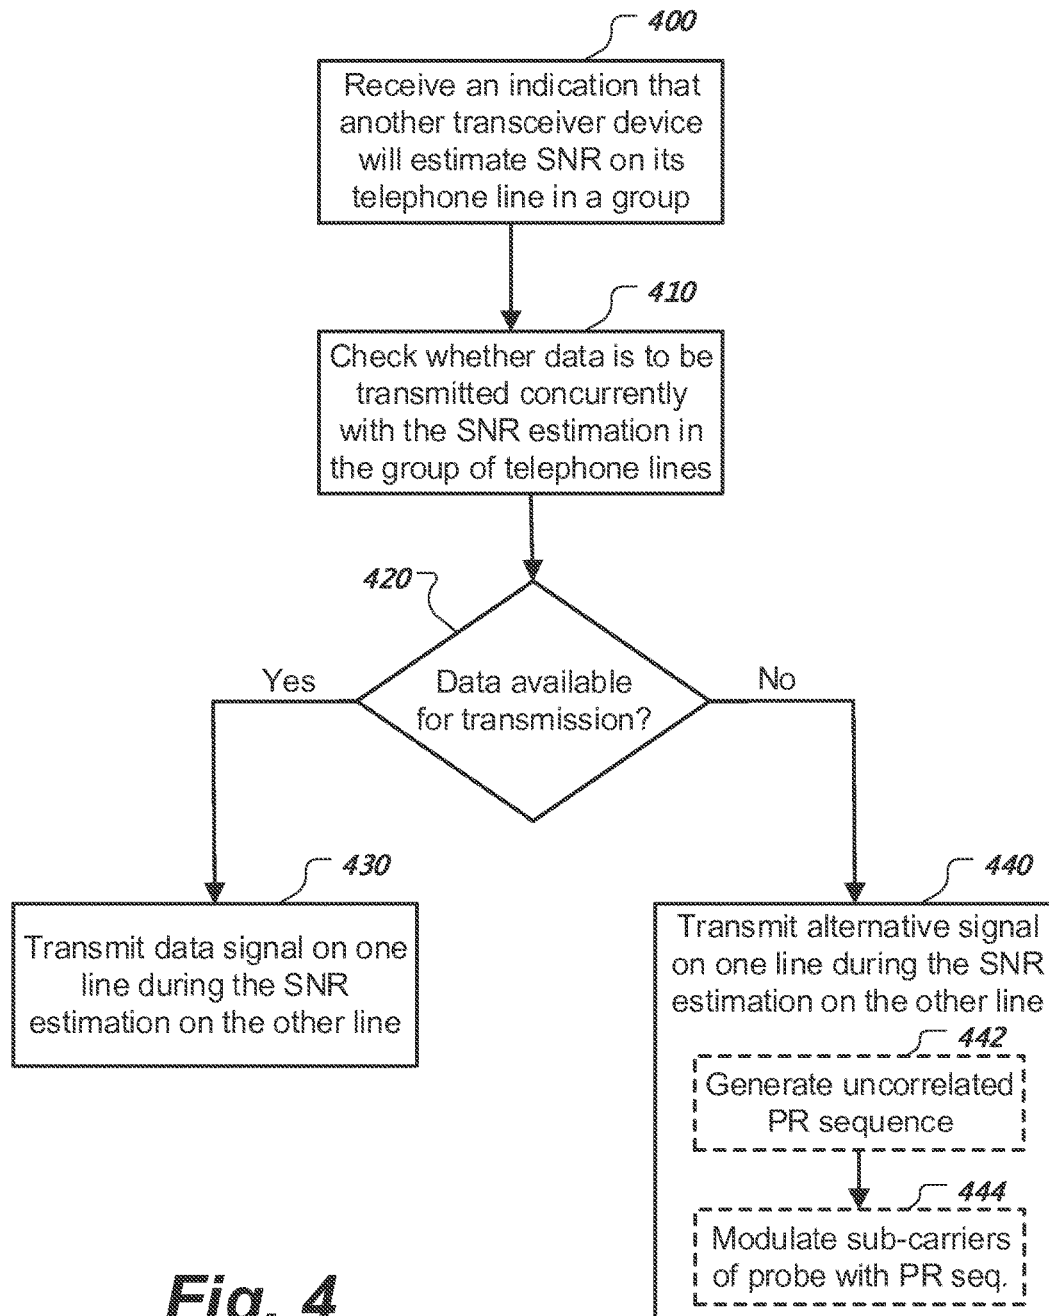 400
Receive an indication that
another transceiver device
will estimate SNR on its
telephone line in a group
410
Check whether data is to be
transmitted concurrently
with the SNR estimation in
the group of telephone lines
420
Yes
Data available
for transmission?
No
430
Transmit data signal on one
line during the SNR
estimation on the other line
440
Transmit alternative signal
on one line during the SNR
estimation on the other line
442
Generate uncorrelated
PR sequence
444
Modulate sub-carriers
of probe with PR seq.
Fig. 4